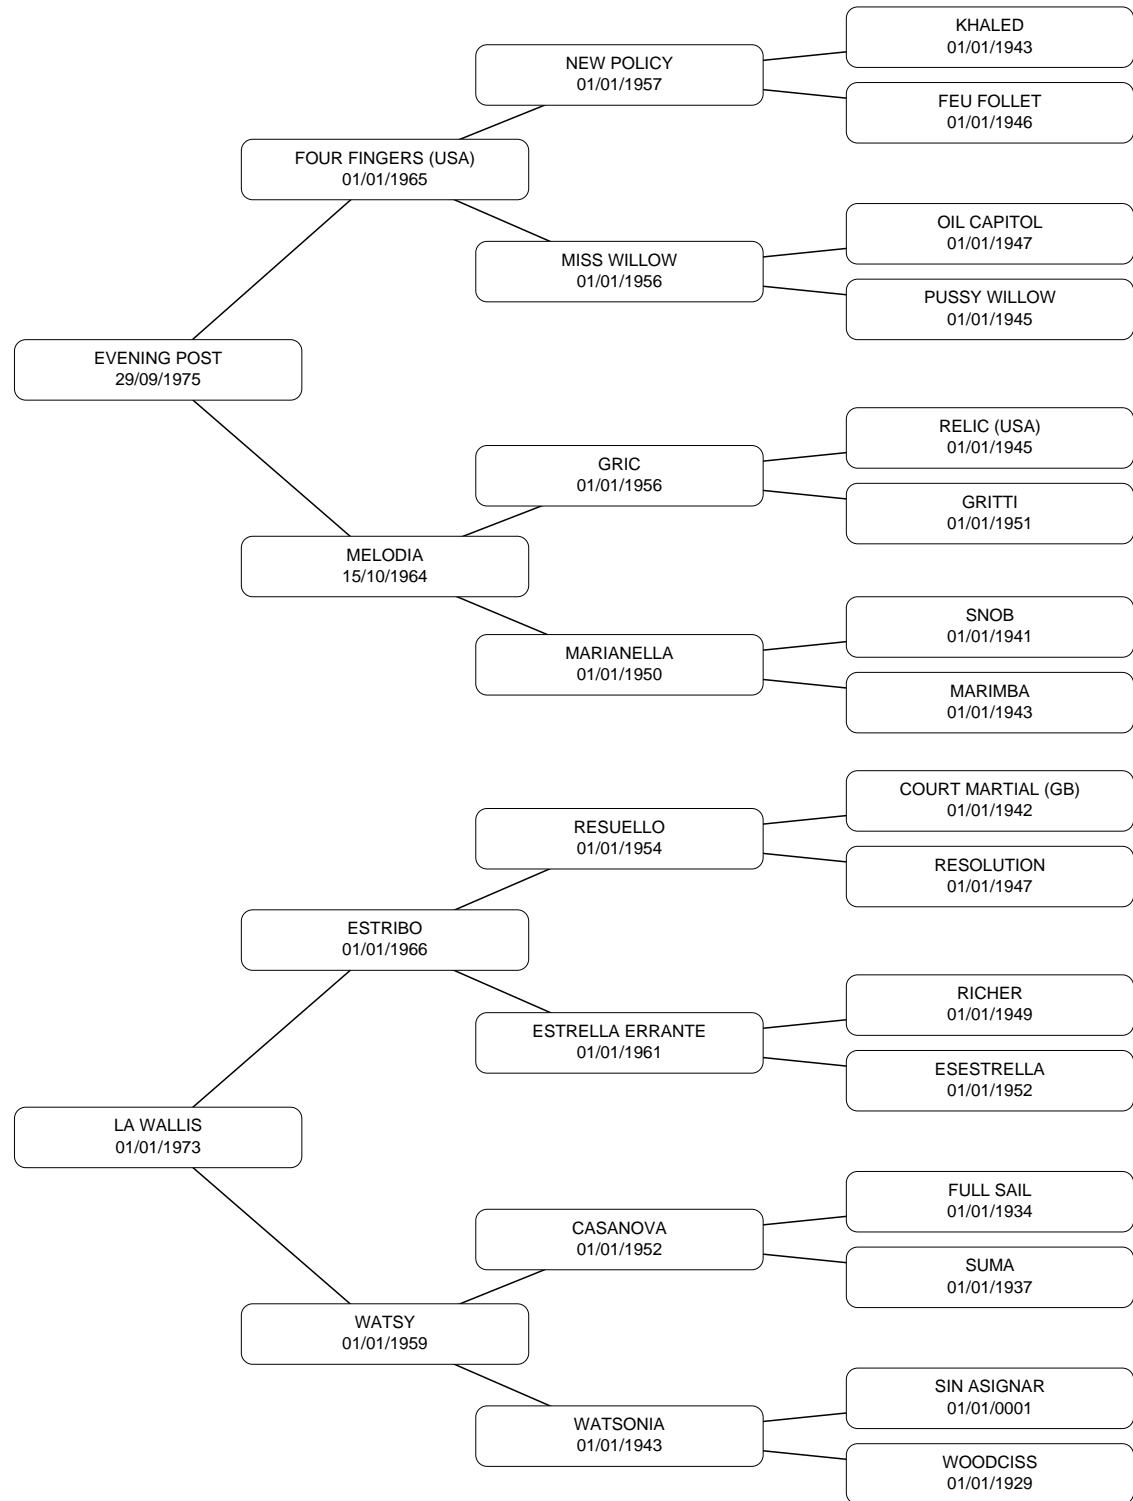 KHALED
01/01/1943
NEW POLICY
01/01/1957
FEU FOLLET
01/01/1946
FOUR FINGERS (USA)
01/01/1965
OIL CAPITOL
01/01/1947
MISS WILLOW
01/01/1956
PUSSY WILLOW
01/01/1945
EVENING POST
29/09/1975
RELIC (USA)
01/01/1945
GRIC
01/01/1956
GRITTI
01/01/1951
MELODIA
15/10/1964
SNOB
01/01/1941
MARIANELLA
01/01/1950
MARIMBA
01/01/1943
COURT MARTIAL (GB)
01/01/1942
RESUELLO
01/01/1954
RESOLUTION
01/01/1947
ESTRIBO
01/01/1966
RICHER
01/01/1949
ESTRELLA ERRANTE
01/01/1961
ESESTRELLA
01/01/1952
LA WALLIS
01/01/1973
FULL SAIL
01/01/1934
CASANOVA
01/01/1952
SUMA
01/01/1937
WATSY
01/01/1959
SIN ASIGNAR
01/01/0001
WATSONIA
01/01/1943
WOODCISS
01/01/1929